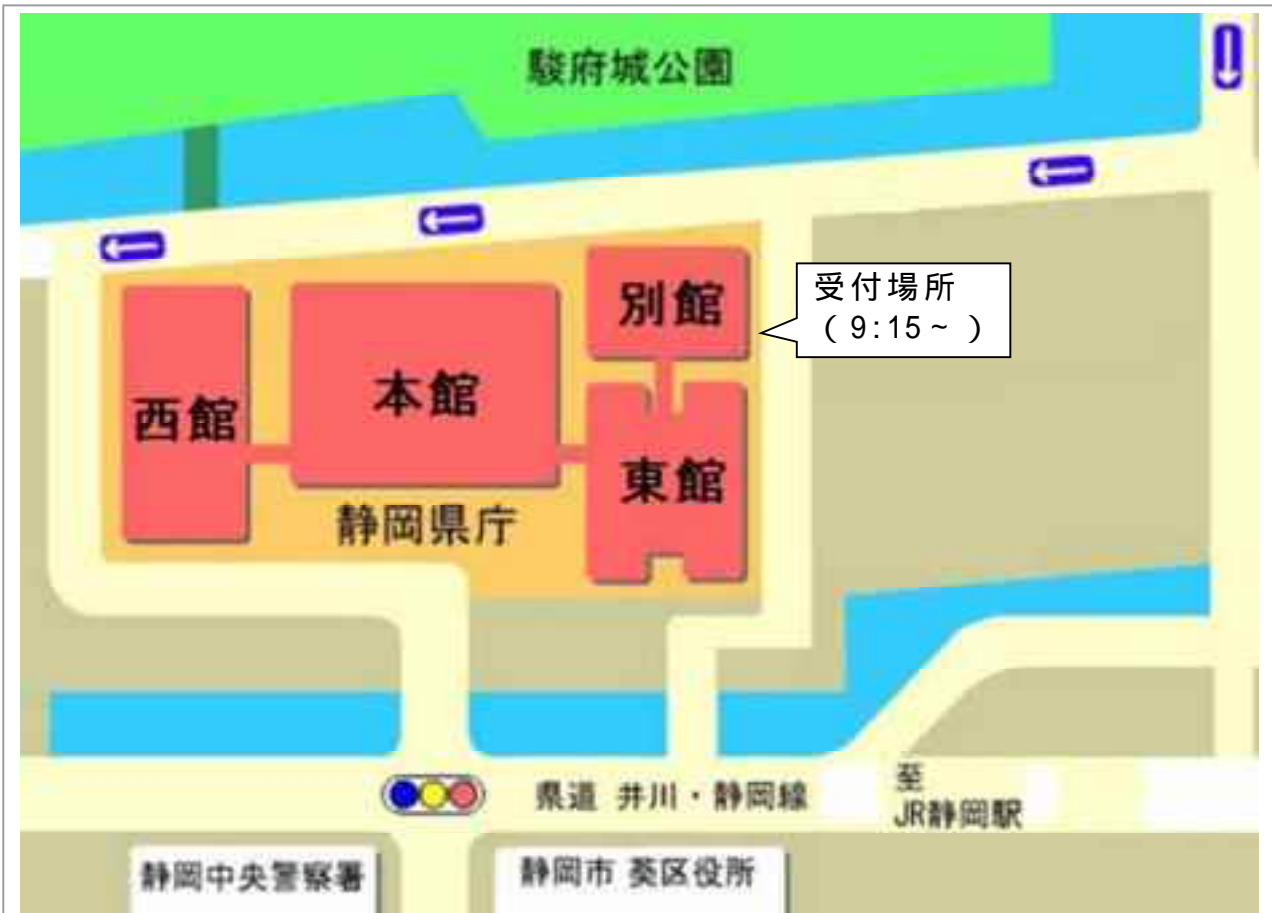 駿府城公園
受付場所
（9:15～）
別館
本館
西館
東館
静岡県庁
県道 井川・静岡線
至
JR静岡駅
静岡中央警察署
静岡市 葵区役所